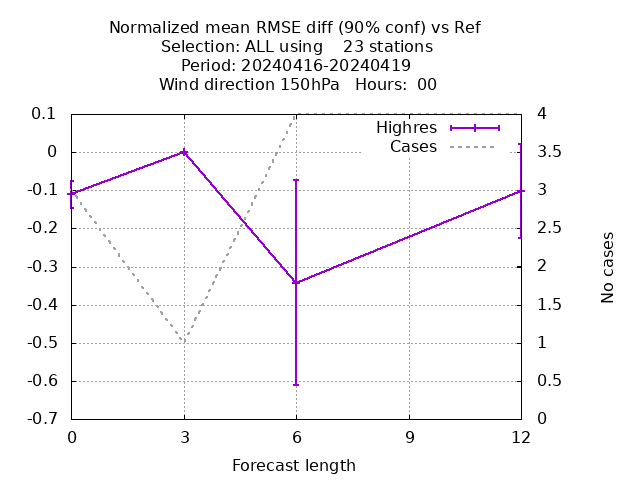 Normalized mean RMSE diff (90% conf) vs Ref
Selection: ALL using    23 stations
Period: 20240416-20240419
Wind direction 150hPa   Hours:  00
Highres
Cases
0.1
0
-0.1
-0.2
-0.3
-0.4
-0.5
-0.6
-0.7
4
3.5
3
2.5
2
1.5
1
0.5
0
No cases
0 3 6 9 12
Forecast length